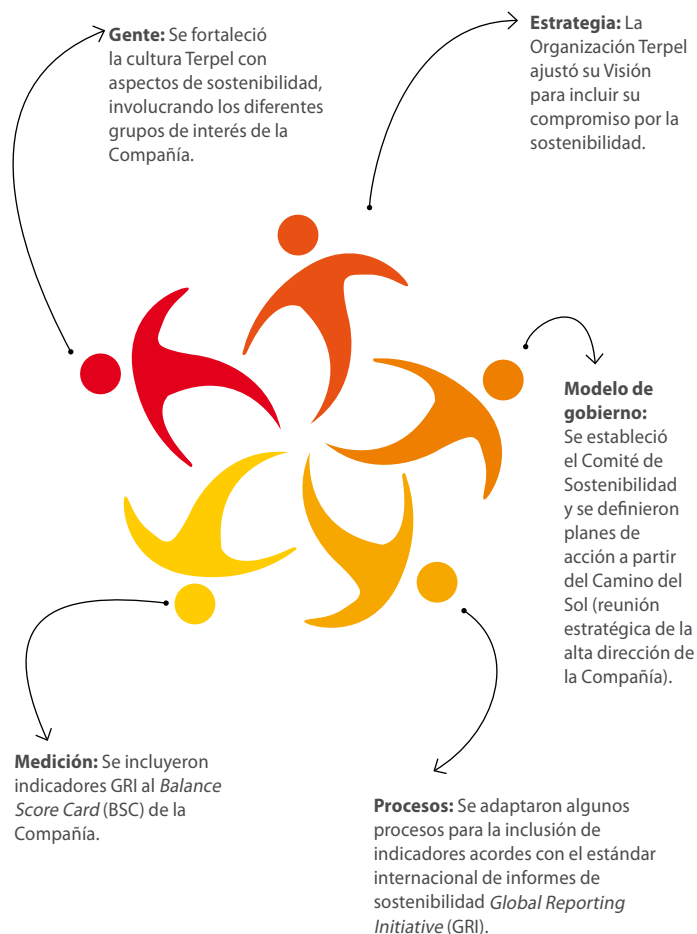 Gente: Se fortaleció
la cultura Terpel con
aspectos de sostenibilidad,
involucrando los diferentes
grupos de interés de la
Compañía.
Estrategia: La
Organización Terpel
ajustó su Visión
para incluir su
compromiso por la
sostenibilidad.
Modelo de
gobierno:
Se estableció
el Comité de
Sostenibilidad
y se definieron
planes de
acción a partir
del Camino del
Sol (reunión
estratégica de la
alta dirección de
la Compañía).
Medición: Se incluyeron
indicadores GRI al Balance
Score Card (BSC) de la
Compañía.
Procesos: Se adaptaron algunos
procesos para la inclusión de
indicadores acordes con el estándar
internacional de informes de
sostenibilidad Global Reporting
Initiative (GRI).